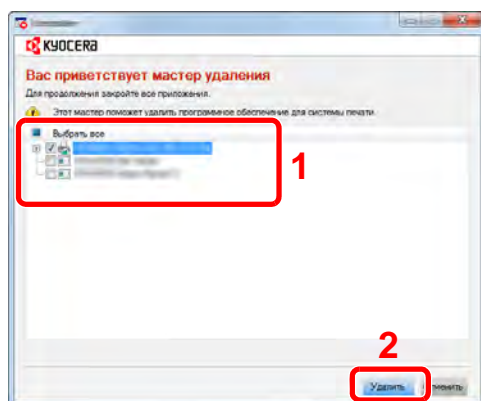 KYOCERA
Вас приветствует мастер удаления
Для продолжения закройте все приложения.
Этот мастер поможет удалить программное обеспечение для системы печати.
Выбрать все
1
2
Удалить